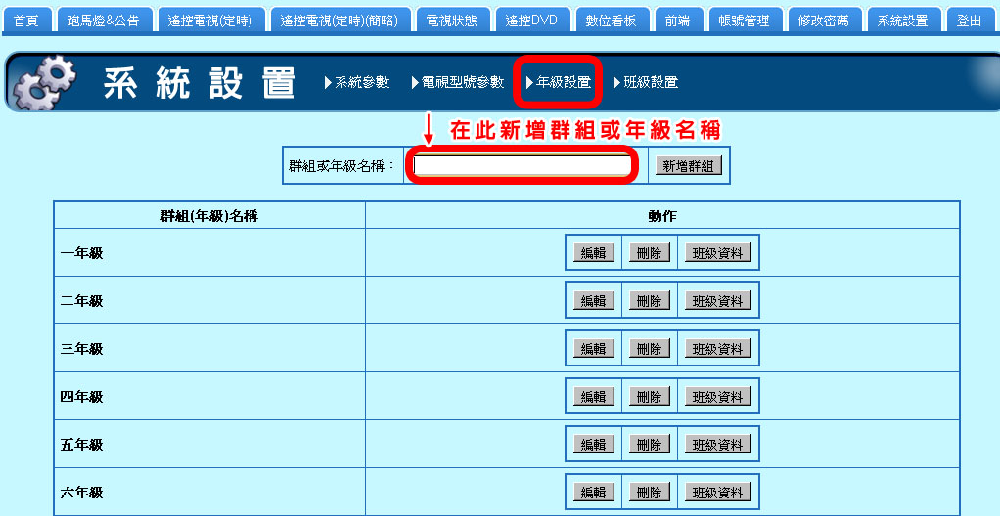 首頁 跑馬燈&公告 遙控電視(定時) 遙控電視(定時)(簡略) 電視狀態 遙控DVD 數位看板 前端 帳號管理 修改密碼 系統設置 登出
系統設置 系統參數 電視型號參數 年級設置 班級設置
↓ 在此新增群組或年級名稱
群組或年級名稱： 新增群組
群組(年級)名稱 動作
一年級 編輯 刪除 班級資料
二年級 編輯 刪除 班級資料
三年級 編輯 刪除 班級資料
四年級 編輯 刪除 班級資料
五年級 編輯 刪除 班級資料
六年級 編輯 刪除 班級資料